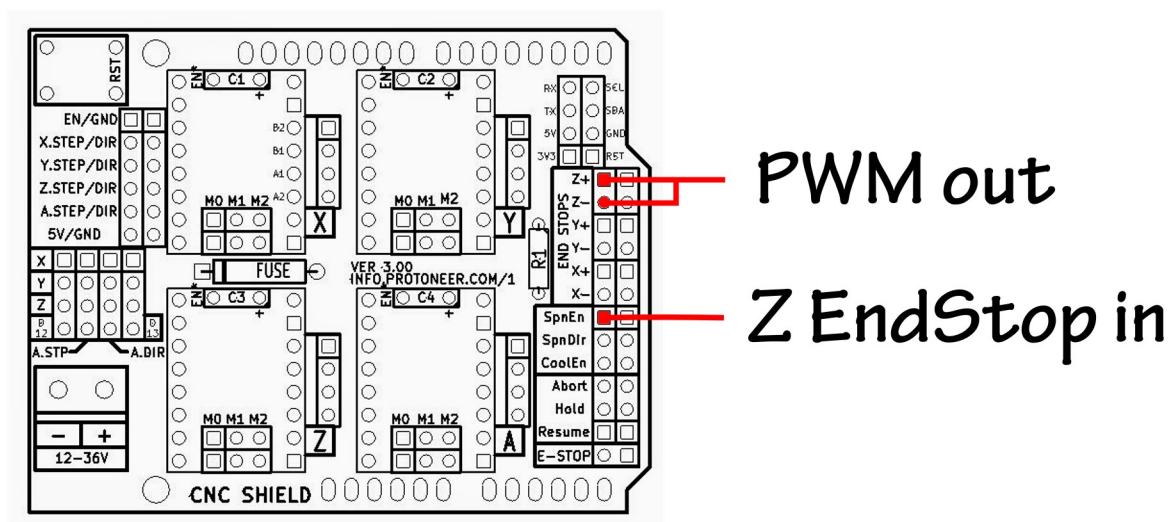 RST
EN*
C1
+
EN*
C2
+
RX
SCL
TX
SDA
5V
GND
3V3
RST
EN/GND
X.STEP/DIR
Y.STEP/DIR
Z.STEP/DIR
A.STEP/DIR
5V/GND
B2
B1
A1
A2
M0 M1 M2
X
M0 M1 M2
Y
END STOPS
Z+
Z-
Y+
Y-
X+
X-
PWM out
R1
X
Y
Z
D
12
D
13
A.STP
A.DIR
FUSE
VER 3.00
INFO.PROTONEER.COM/1
EN*
C3
+
EN*
C4
+
SpnEn
SpnDir
CoolEn
Z EndStop in
Abort
Hold
Resume
E-STOP
- +
12-36V
M0 M1 M2
Z
M0 M1 M2
A
CNC SHIELD